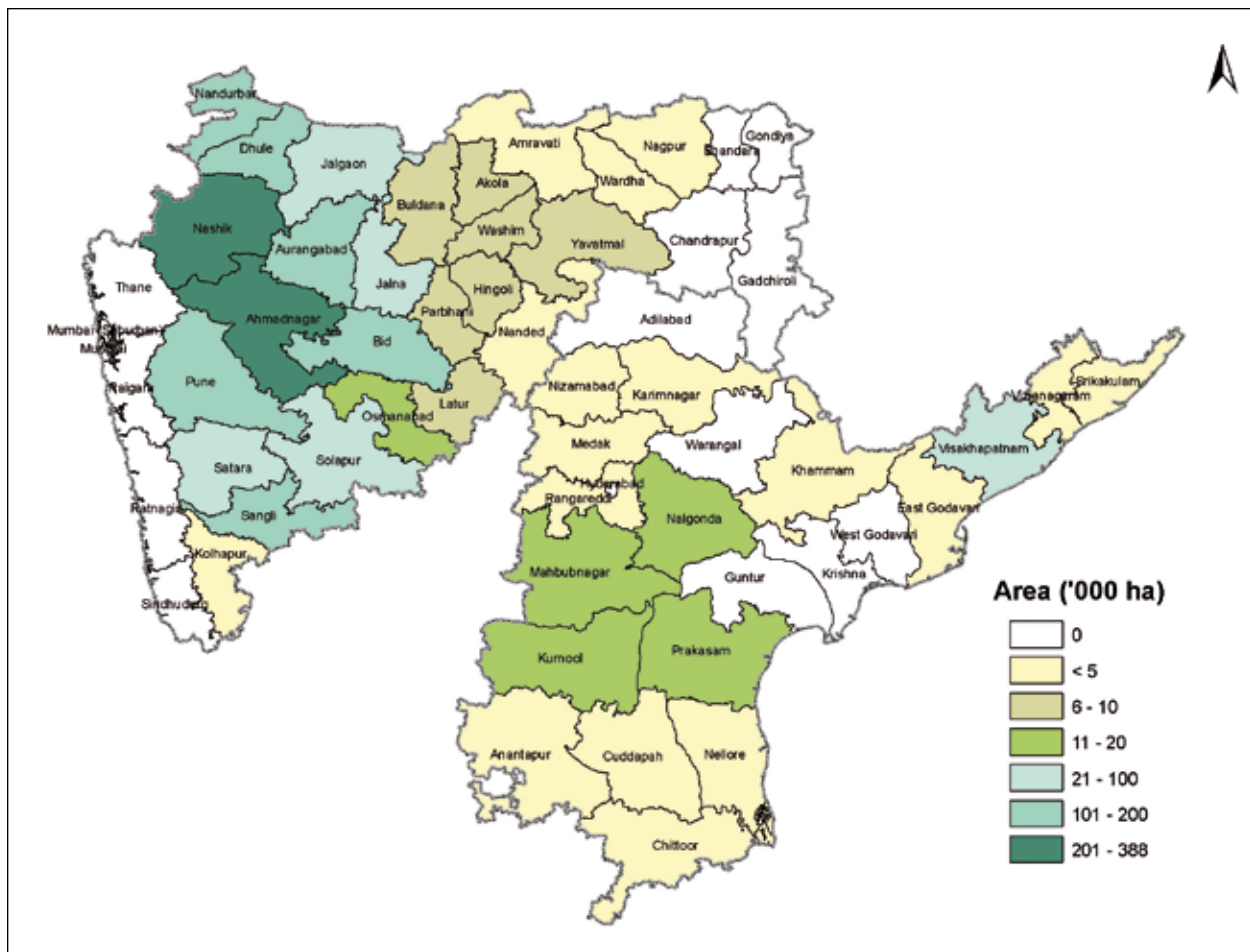 Nandurbar
Dhule
Jalgaon
Amravati
Nagpur
Bhandara
Gondiya
Wardha
Akola
Buldana
Nashik
Washim
Yavatmal
Aurangabad
Chandrapur
Gadchiroli
Thane
Jalna
Hingoli
Parbhani
Ahmadnagar
Adilabad
Nanded
Mumbai (Suburban)
Mumbai
Bid
Pune
Raigarh
Nizamabad
Karimnagar
Srikakulam
Vizianagaram
Latur
Osmanabad
Medak
Warangal
Visakhapatnam
Satara
Solapur
Khammam
Hyderabad
Rangareddi
Ratnagiri
Sangli
East Godavari
Nalgonda
West Godavari
Kolhapur
Mahbubnagar
Guntur
Krishna
Sindhudurg
Kurnool
Prakasam
Anantapur
Cuddapah
Nellore
Chittoor
Area ('000 ha)
0
< 5
6 - 10
11 - 20
21 - 100
101 - 200
201 - 388